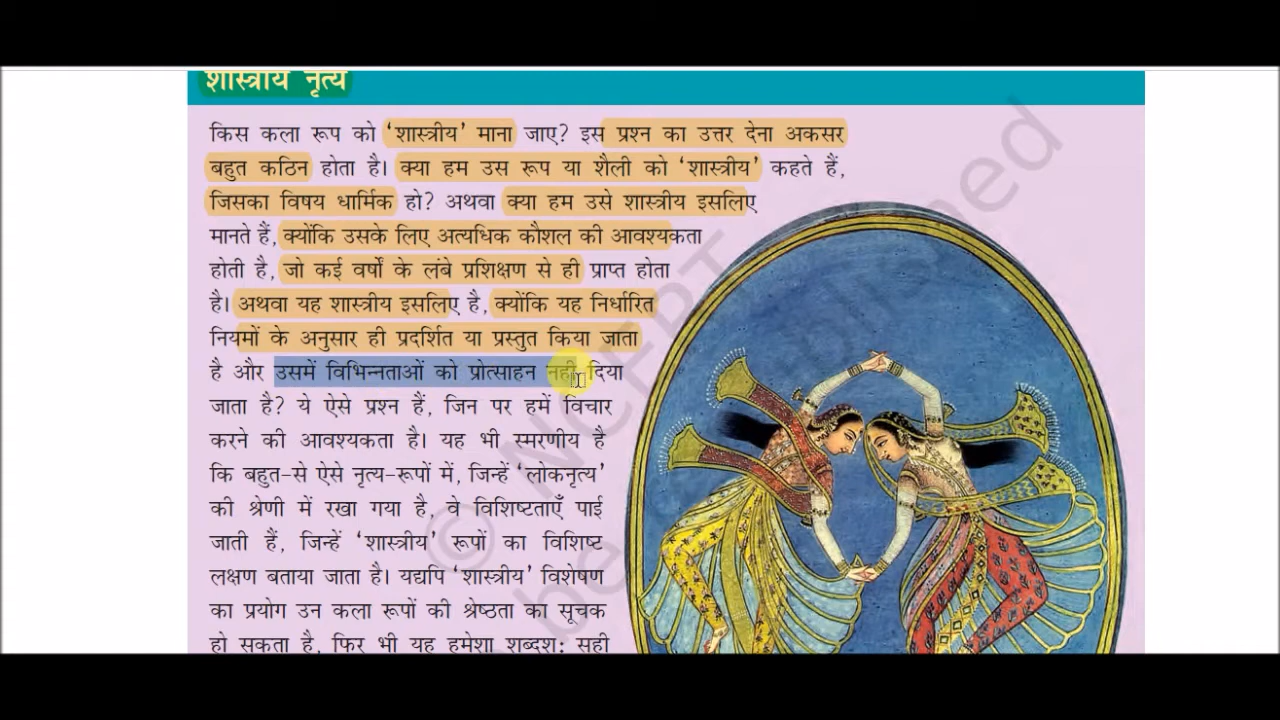 शास्त्रीय नृत्य
किस कला रूप को ‘शास्त्रीय’ माना जाए? इस प्रश्न का उत्तर देना अकसर
बहुत कठिन होता है। क्या हम उस रूप या शैली को ‘शास्त्रीय’ कहते हैं,
जिसका विषय धार्मिक हो? अथवा क्या हम उसे शास्त्रीय इसलिए
मानते हैं, क्योंकि उसके लिए अत्यधिक कौशल की आवश्यकता
होती है, जो कई वर्षों के लंबे प्रशिक्षण से ही प्राप्त होता
है। अथवा यह शास्त्रीय इसलिए है, क्योंकि यह निर्धारित
नियमों के अनुसार ही प्रदर्शित या प्रस्तुत किया जाता
है और उसमें विभिन्नताओं को प्रोत्साहन नहीं दिया
जाता है? ये ऐसे प्रश्न हैं, जिन पर हमें विचार
करने की आवश्यकता है। यह भी स्मरणीय है
कि बहुत-से ऐसे नृत्य-रूपों में, जिन्हें ‘लोकनृत्य’
की श्रेणी में रखा गया है, वे विशिष्टताएँ पाई
जाती हैं, जिन्हें ‘शास्त्रीय’ रूपों का विशिष्ट
लक्षण बताया जाता है। यद्यपि ‘शास्त्रीय’ विशेषण
का प्रयोग उन कला रूपों की श्रेष्ठता का सूचक
हो सकता है, फिर भी यह हमेशा शब्दश: सही
© NCERT